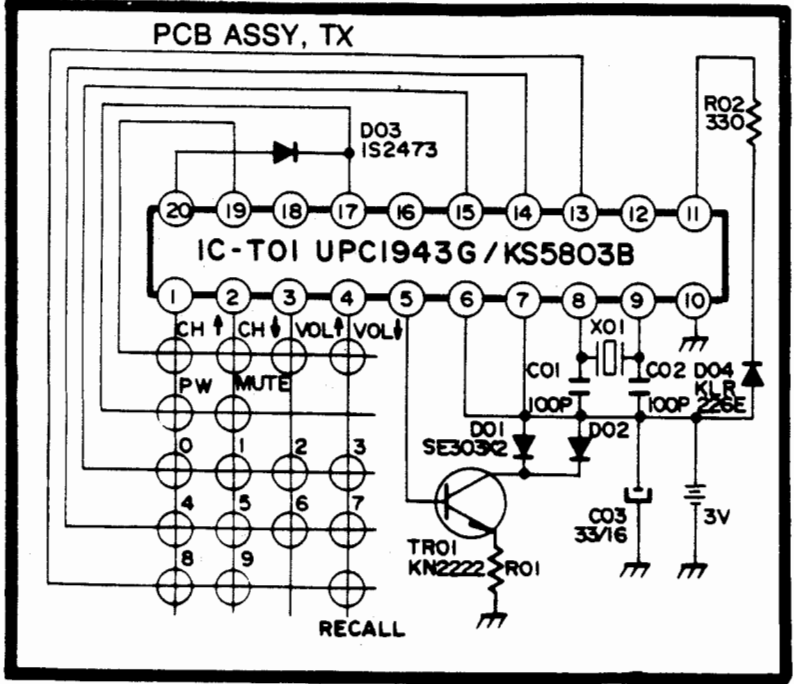 PCB ASSY, TX
R02
330
D03
1S2473
20 19 18 17 16 15 14 13 12 11
IC-T01 UPC1943G/KS5803B
1 2 3 4 5 6 7 8 9 10
CH ↑ CH ↓ VOL ↑ VOL ↓
X01
PW MUTE
C01
100P
C02
100P
D04
KLR
226E
0 1 2 3
D01
SE303X2
D02
4 5 6 7
C03
33/16
3V
8 9
TR01
KN2222
R01
RECALL